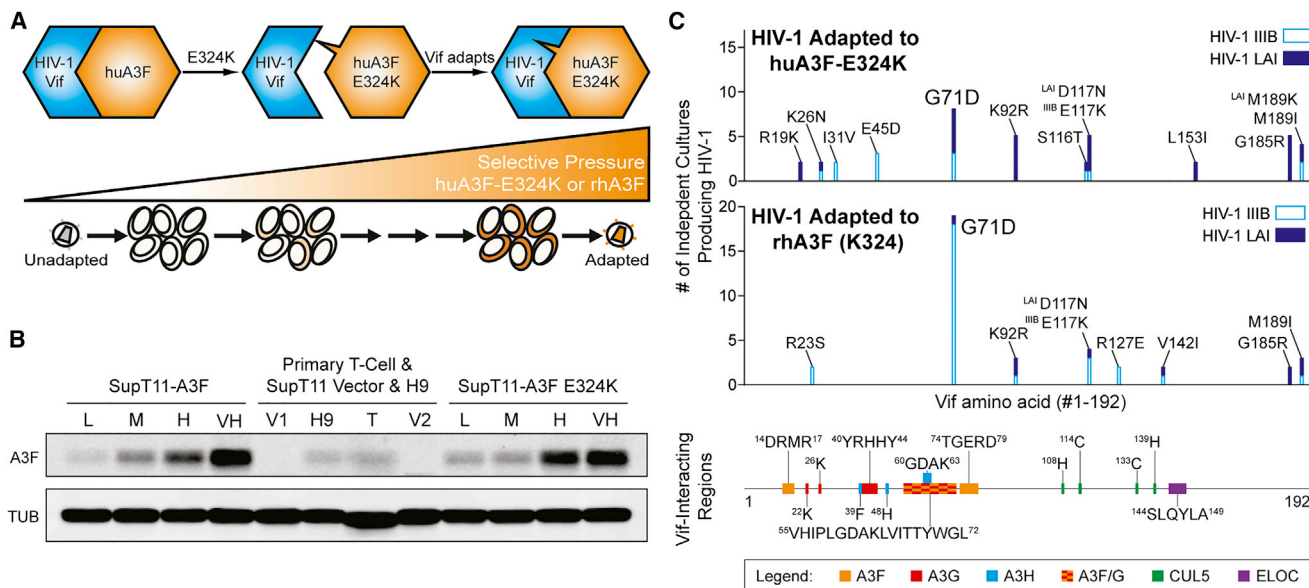 A
HIV-1
Vif
huA3F
E324K
HIV-1
Vif
huA3F
E324K
Vif adapts
HIV-1
Vif
huA3F
E324K
Selective Pressure
huA3F-E324K or rhA3F
Unadapted
Adapted
B
SupT11-A3F
Primary T-Cell &
SupT11 Vector & H9
SupT11-A3F E324K
L M H VH V1 H9 T V2 L M H VH
A3F
TUB
C
# of Indepedent Cultures
Producing HIV-1
15
10
5
0
HIV-1 Adapted to
huA3F-E324K
HIV-1 IIIB
HIV-1 LAI
R19K
K26N
I31V
E45D
G71D
K92R
LAI D117N
IIIB E117K
S116T
L153I
LAI M189K
M189I
G185R
20
15
10
5
0
HIV-1 Adapted to
rhA3F (K324)
HIV-1 IIIB
HIV-1 LAI
R23S
G71D
K92R
LAI D117N
IIIB E117K
R127E
V142I
M189I
G185R
Vif amino acid (#1-192)
Vif-Interacting
Regions
14DRMR17
26K
40YRHHY44
60GDAK63
74TGERD79
108H
114C
133C
139H
1
192
22K
39F
48H
55VHIPLGDAKLVITTYWGL72
144SLQYLA149
Legend: A3F A3G A3H A3F/G CUL5 ELOC